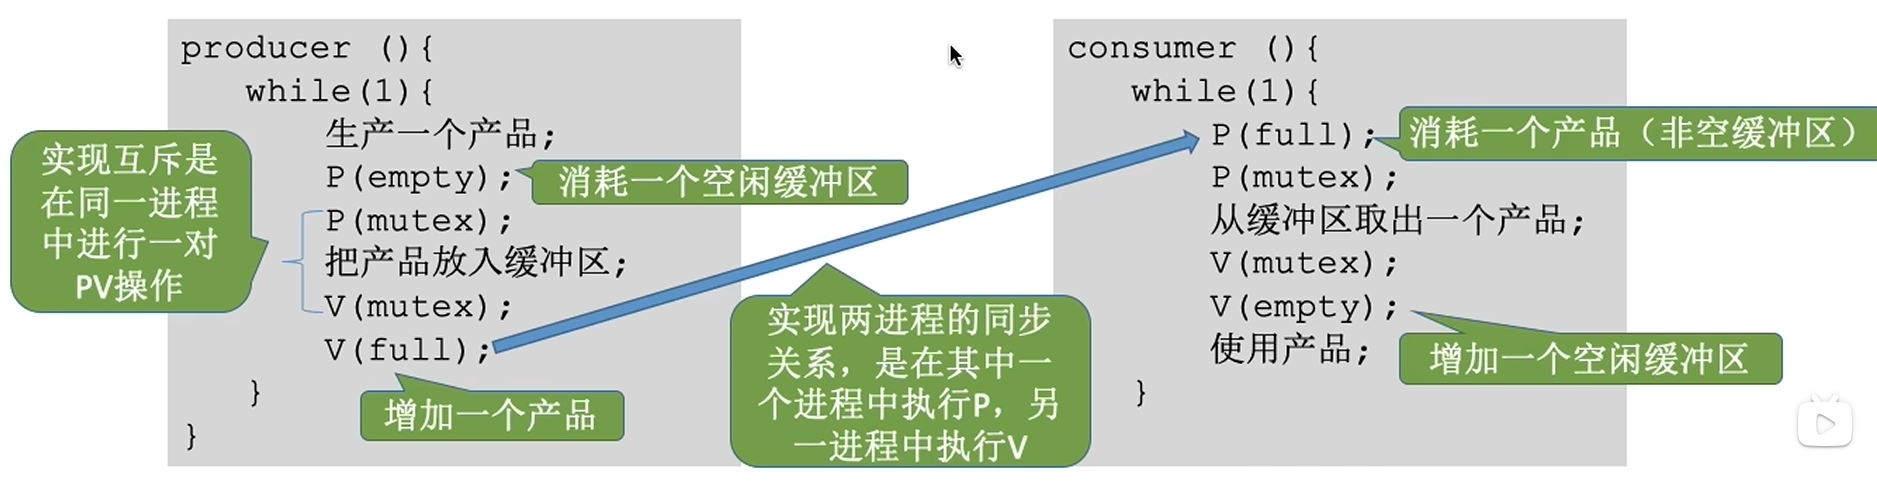 producer (){
while(1){
生产一个产品;
P(empty);
P(mutex);
把产品放入缓冲区;
V(mutex);
V(full);
}
}
实现互斥是
在同一进程
中进行一对
PV操作
消耗一个空闲缓冲区
增加一个产品
实现两进程的同步
关系，是在其中一
个进程中执行P，另
一进程中执行V
consumer (){
while(1){
P(full);
P(mutex);
从缓冲区取出一个产品;
V(mutex);
V(empty);
使用产品;
}
消耗一个产品（非空缓冲区）
增加一个空闲缓冲区